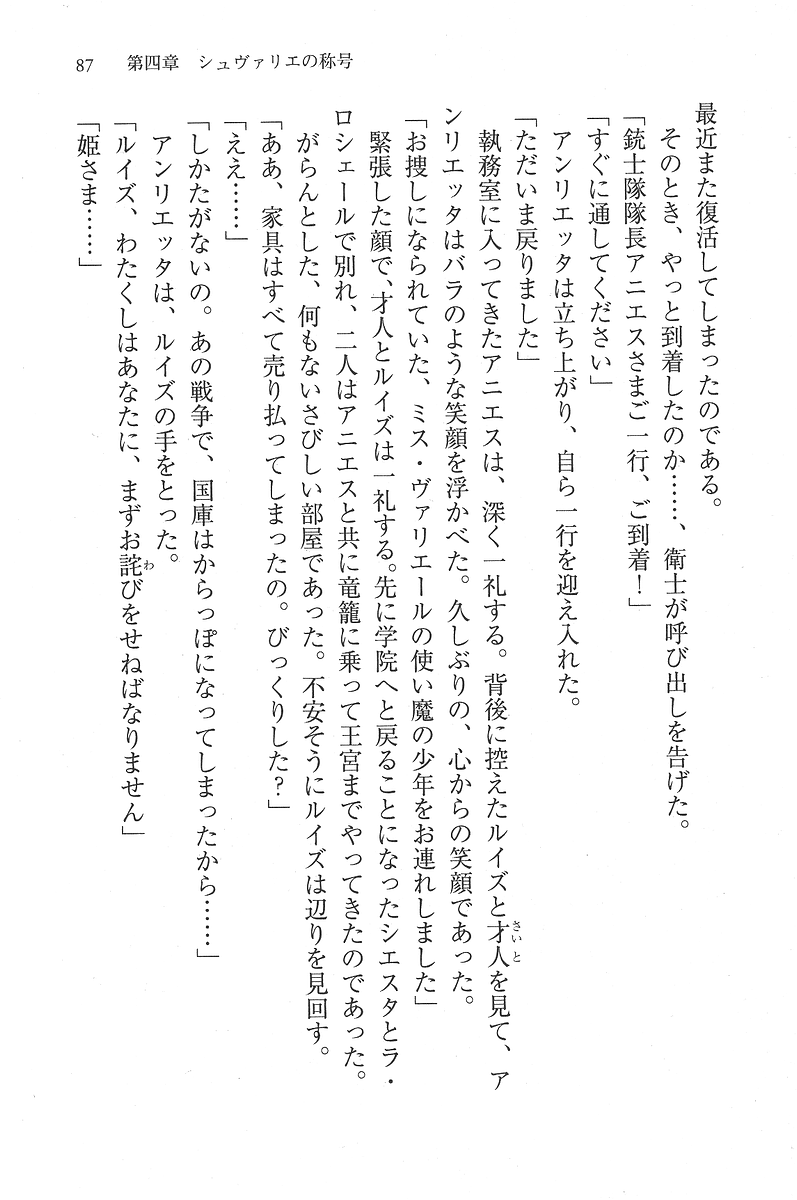 87　第四章　シュヴァリエの称号
最近また復活してしまったのである。
　そのとき、やっと到着したのか……、衛士が呼び出しを告げた。
「銃士隊隊長アニエスさまご一行、ご到着！」
「すぐに通してください」
　アンリエッタは立ち上がり、自ら一行を迎え入れた。
「ただいま戻りました」
　執務室に入ってきたアニエスは、深く一礼する。背後に控えたルイズと才人さいとを見て、ア
ンリエッタはバラのような笑顔を浮かべた。久しぶりの、心からの笑顔であった。
「お捜しになられていた、ミス・ヴァリエールの使い魔の少年をお連れしました」
　緊張した顔で、才人とルイズは一礼する。先に学院へと戻ることになったシエスタとラ・
ロシェールで別れ、二人はアニエスと共に竜籠に乗って王宮までやってきたのであった。
　がらんとした、何もないさびしい部屋であった。不安そうにルイズは辺りを見回す。
「ああ、家具はすべて売り払ってしまったの。びっくりした？」
「ええ……」
「しかたがないの。あの戦争で、国庫はからっぽになってしまったから……」
　アンリエッタは、ルイズの手をとった。
「ルイズ、わたくしはあなたに、まずお詫わびをせねばなりません」
「姫さま……」